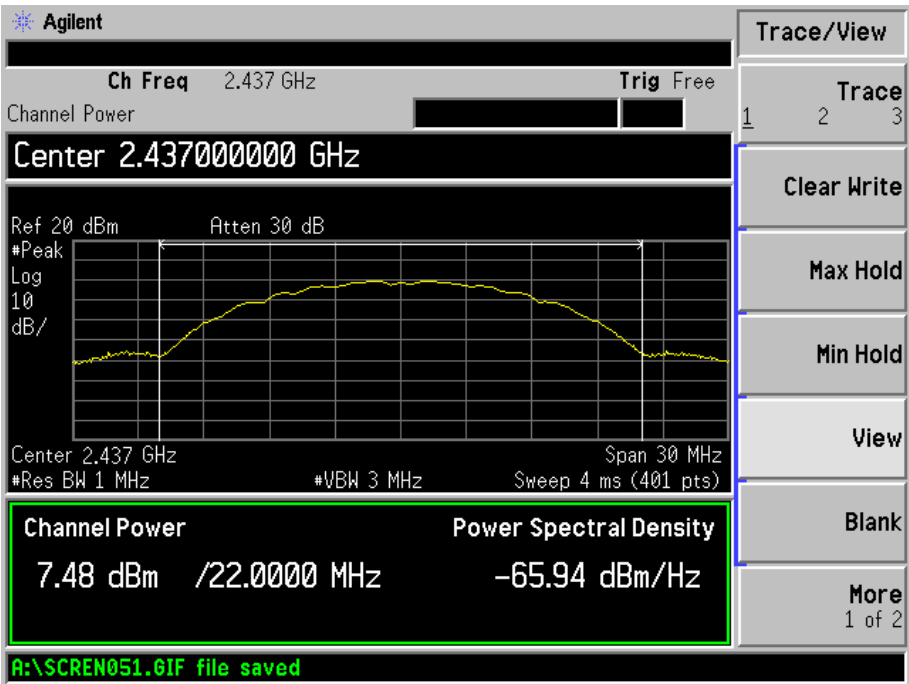 Agilent
Ch Freq 2.437 GHz Trig Free
Channel Power
Center 2.437000000 GHz
Ref 20 dBm Atten 30 dB
#Peak
Log
10
dB/
Center 2.437 GHz Span 30 MHz
#Res BW 1 MHz #VBW 3 MHz Sweep 4 ms (401 pts)
Channel Power Power Spectral Density
7.48 dBm /22.0000 MHz -65.94 dBm/Hz
A:\SCREN051.GIF file saved
Trace/View
Trace
1 2 3
Clear Write
Max Hold
Min Hold
View
Blank
More
1 of 2